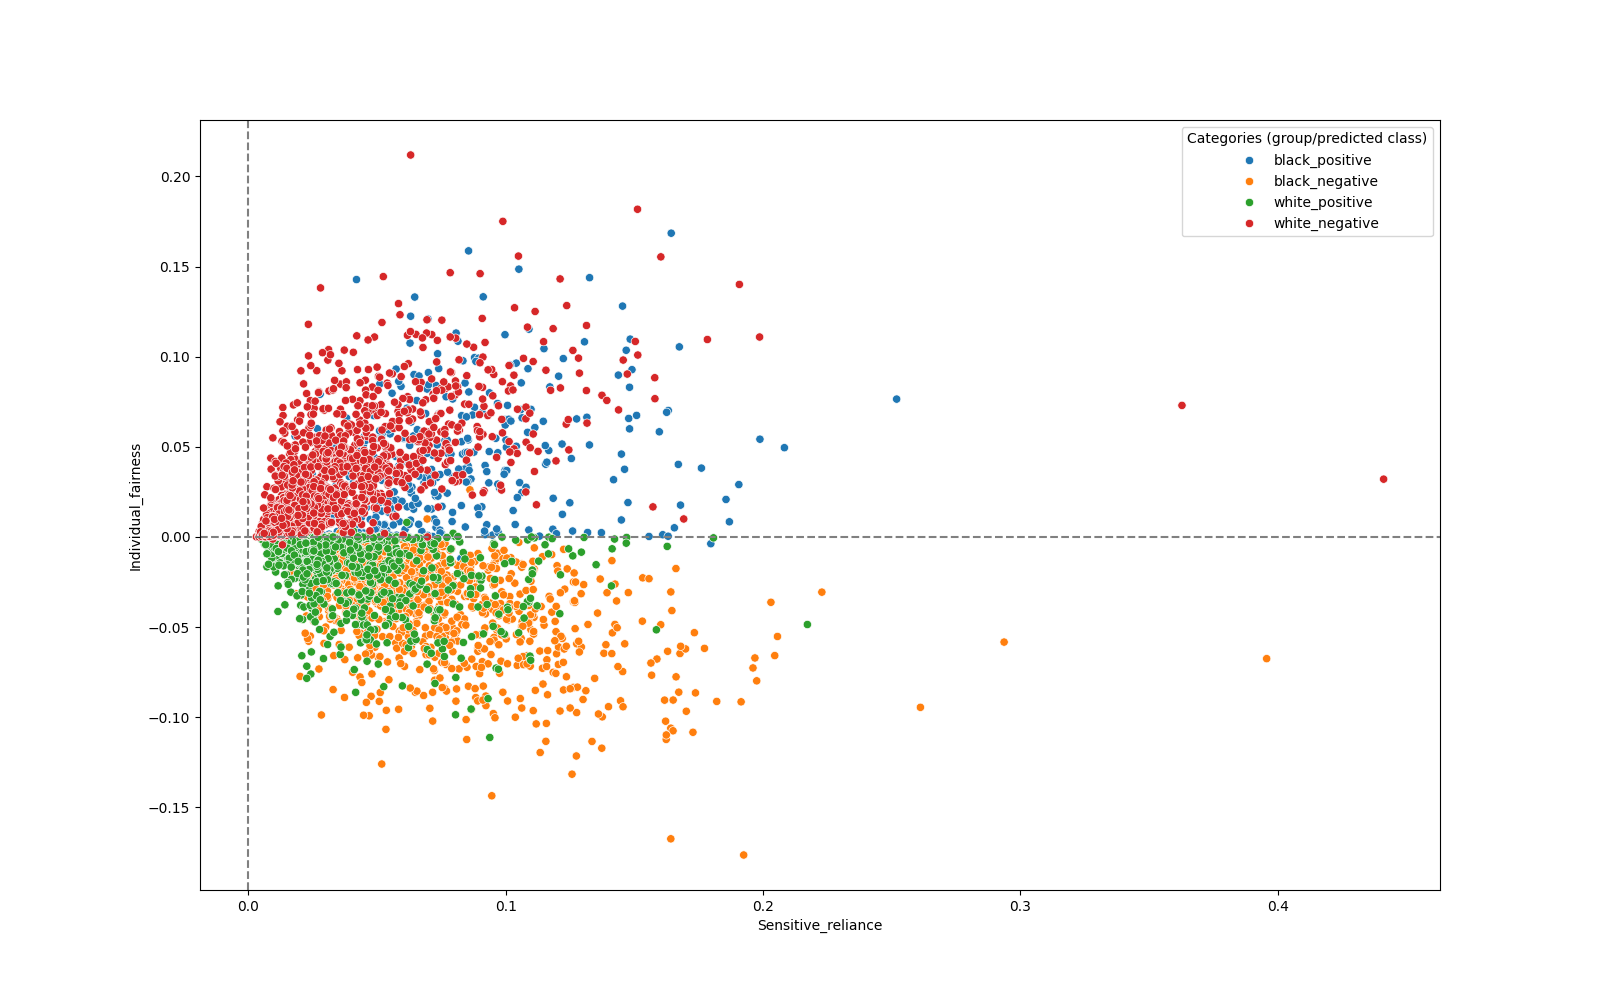 Categories (group/predicted class)
black_positive
black_negative
white_positive
white_negative
0.20
0.15
0.10
0.05
0.00
−0.05
−0.10
−0.15
Individual_fairness
0.0 0.1 0.2 0.3 0.4
Sensitive_reliance